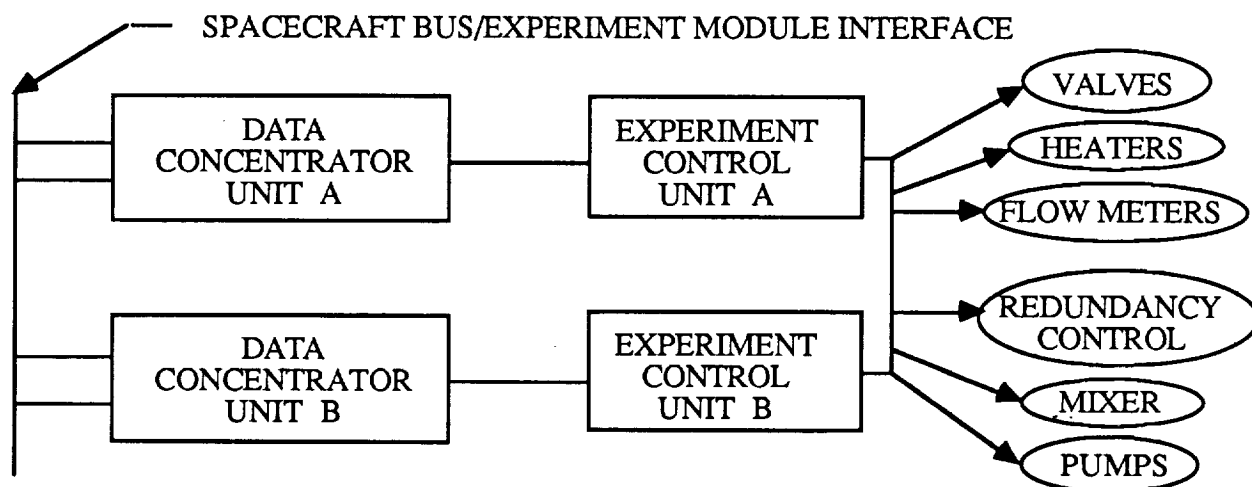 SPACECRAFT BUS/EXPERIMENT MODULE INTERFACE
DATA
CONCENTRATOR
UNIT A
EXPERIMENT
CONTROL
UNIT A
VALVES
HEATERS
FLOW METERS
DATA
CONCENTRATOR
UNIT B
EXPERIMENT
CONTROL
UNIT B
REDUNDANCY
CONTROL
MIXER
PUMPS